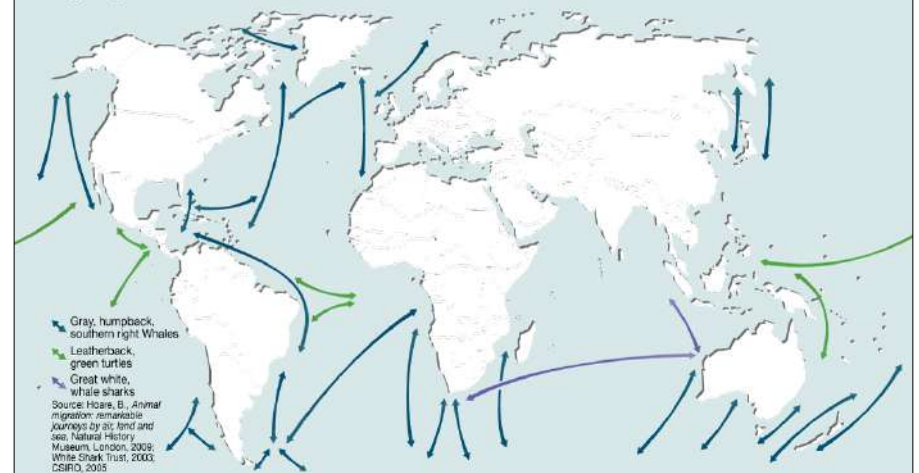 Gray, humpback,
southern right Whales
Leatherback,
green turtles
Great white,
whale sharks
Source: Hoare, B., Animal
migration: remarkable
journeys by air, land and
sea, Natural History
Museum, London, 2009;
White Shark Trust, 2003;
CSIRO, 2005